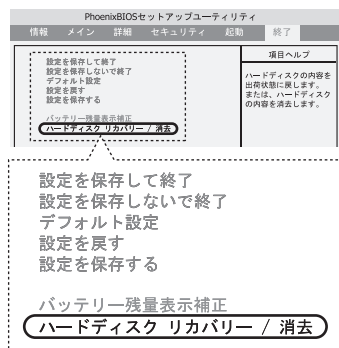 PhoenixBIOSセットアップユーティリティ
情報 メイン 詳細 セキュリティ 起動 終了
項目ヘルプ
設定を保存して終了
設定を保存しないで終了
デフォルト設定
設定を戻す
設定を保存する
バッテリー残量表示補正
ハードディスク リカバリー / 消去
ハードディスクの内容を
出荷状態に戻します。
または、ハードディスク
の内容を消去します。
設定を保存して終了
設定を保存しないで終了
デフォルト設定
設定を戻す
設定を保存する
バッテリー残量表示補正
ハードディスク リカバリー / 消去